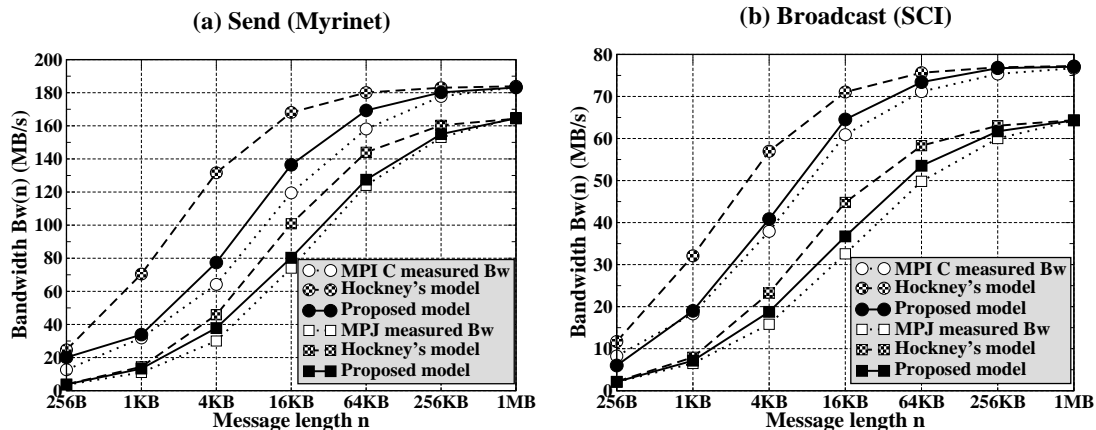 (a) Send (Myrinet)
Bandwidth Bw(n) (MB/s)
200
180
160
140
120
100
80
60
40
20
0
256B 1KB 4KB 16KB 64KB 256KB 1MB
Message length n
MPI C measured Bw
Hockney's model
Proposed model
MPJ measured Bw
Hockney's model
Proposed model
(b) Broadcast (SCI)
Bandwidth Bw(n) (MB/s)
80
70
60
50
40
30
20
10
0
256B 1KB 4KB 16KB 64KB 256KB 1MB
Message length n
MPI C measured Bw
Hockney's model
Proposed model
MPJ measured Bw
Hockney's model
Proposed model